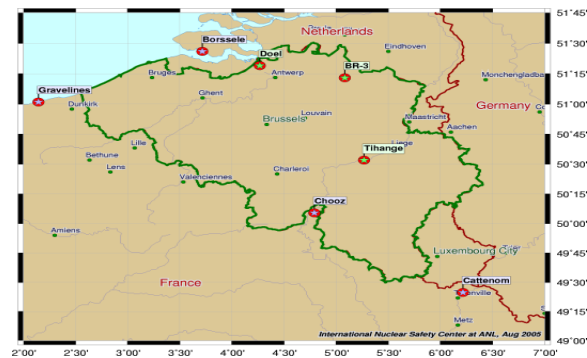 51°45'
Netherlands
Borssele
Eindhoven
51°30'
Doel
BR-3
Bruges
Antwerp
Monchengladba
51°15'
Gravelines
Ghent
Dunkirk
Germany
51°00'
Louvain
Maastricht
Brussels
Aachen
50°45'
Lille
Tihange
Liege
Bethune
50°30'
Lens
Charleroi
Valenciennes
50°15'
Chooz
50°00'
Amiens
Luxembourg City
Trier
49°45'
France
Cattenom
49°30'
Metz
49°15'
International Nuclear Safety Center at ANL, Aug 2005
49°00'
2°00' 2°30' 3°00' 3°30' 4°00' 4°30' 5°00' 5°30' 6°00' 6°30' 7°00'